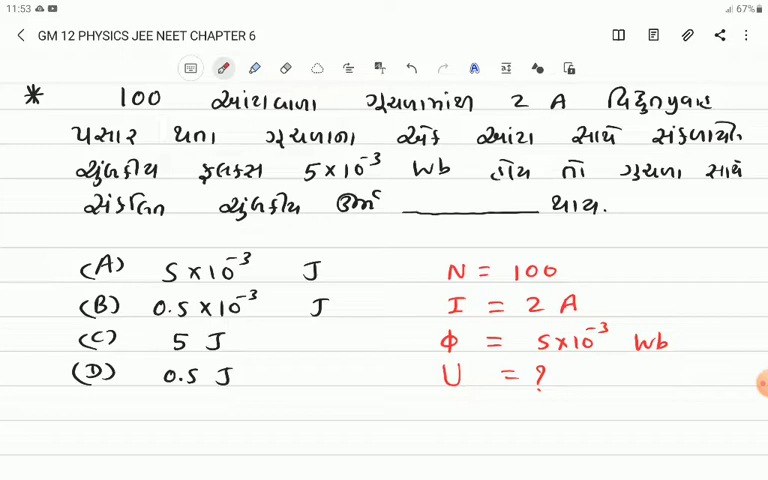 11:53 67%
GM 12 PHYSICS JEE NEET CHAPTER 6
* 100 આંટાવાળા ગૂંચળામાંથી 2 A વિદ્યુતપ્રવાહ
પસાર થતા ગૂંચળાના એક આંટા સાથે સંકળાયેલ
ચુંબકીય ફ્લક્સ 5×10⁻³ Wb હોય તો ગૂંચળા સાથે
સંકળિત ચુંબકીય ઊર્જા ________ થાય.
(A) 5×10⁻³ J N = 100
(B) 0.5×10⁻³ J I = 2 A
(C) 5 J Φ = 5×10⁻³ Wb
(D) 0.5 J U = ?